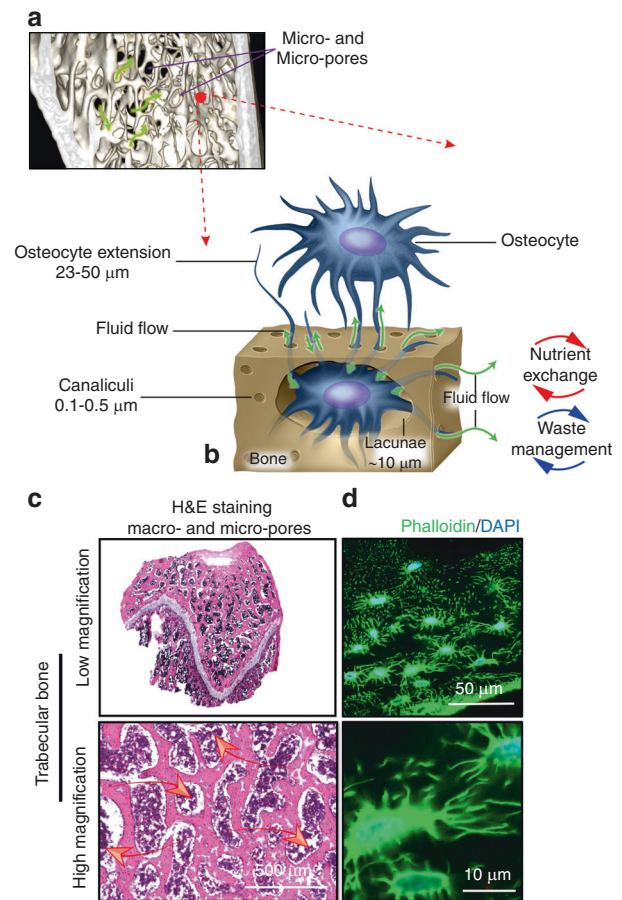 a
Micro- and
Micro-pores
Osteocyte extension
23-50 μm
Osteocyte
Fluid flow
Canaliculi
0.1-0.5 μm
Fluid flow
Nutrient
exchange
Waste
management
Lacunae
~10 μm
Bone
b
c
H&E staining
macro- and micro-pores
d
Phalloidin/DAPI
Trabecular bone
Low magnification
50 μm
High magnification
500 μm
10 μm